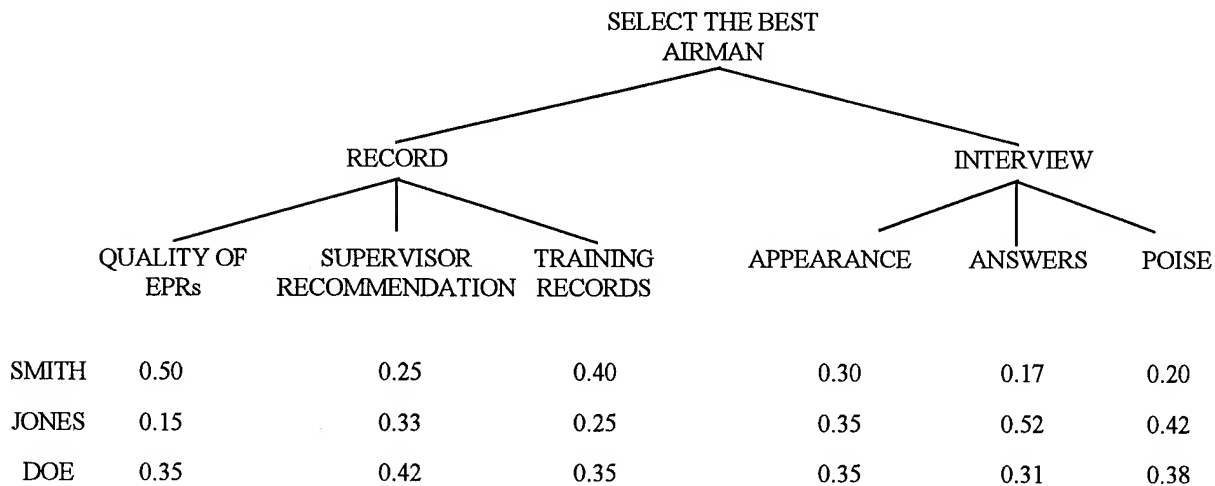 SELECT THE BEST
AIRMAN
RECORD
INTERVIEW
QUALITY OF
EPRs
SUPERVISOR
RECOMMENDATION
TRAINING
RECORDS
APPEARANCE
ANSWERS
POISE
SMITH 0.50 0.25 0.40 0.30 0.17 0.20
JONES 0.15 0.33 0.25 0.35 0.52 0.42
DOE 0.35 0.42 0.35 0.35 0.31 0.38